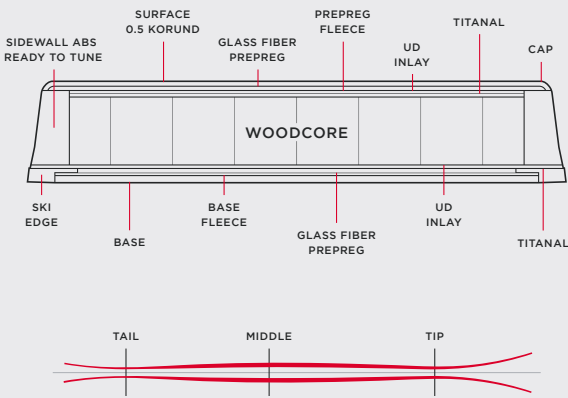 SURFACE
0.5 KORUND
PREPREG
FLEECE
TITANAL
SIDEWALL ABS
READY TO TUNE
GLASS FIBER
PREPREG
UD
INLAY
CAP
WOODCORE
SKI
EDGE
BASE
BASE
FLEECE
GLASS FIBER
PREPREG
UD
INLAY
TITANAL
TAIL
MIDDLE
TIP